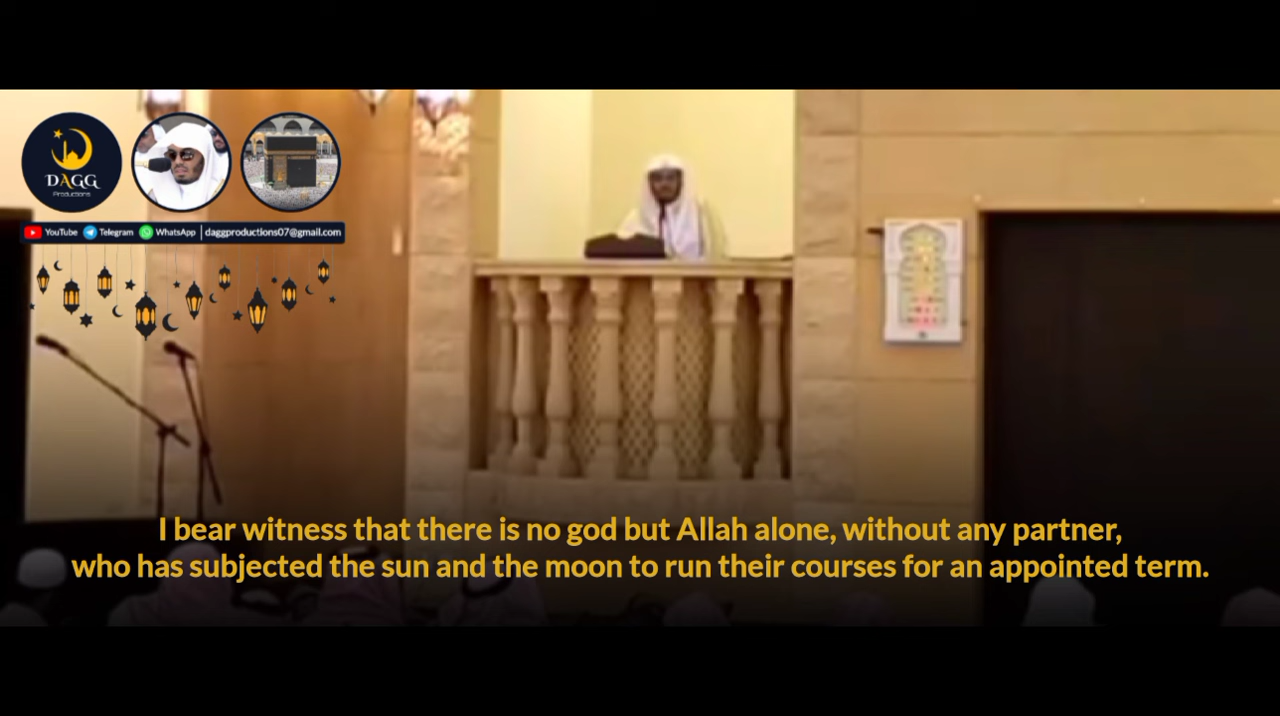 DAGG
Productions
YouTube Telegram WhatsApp | daggproductions07@gmail.com
I bear witness that there is no god but Allah alone, without any partner,
who has subjected the sun and the moon to run their courses for an appointed term.